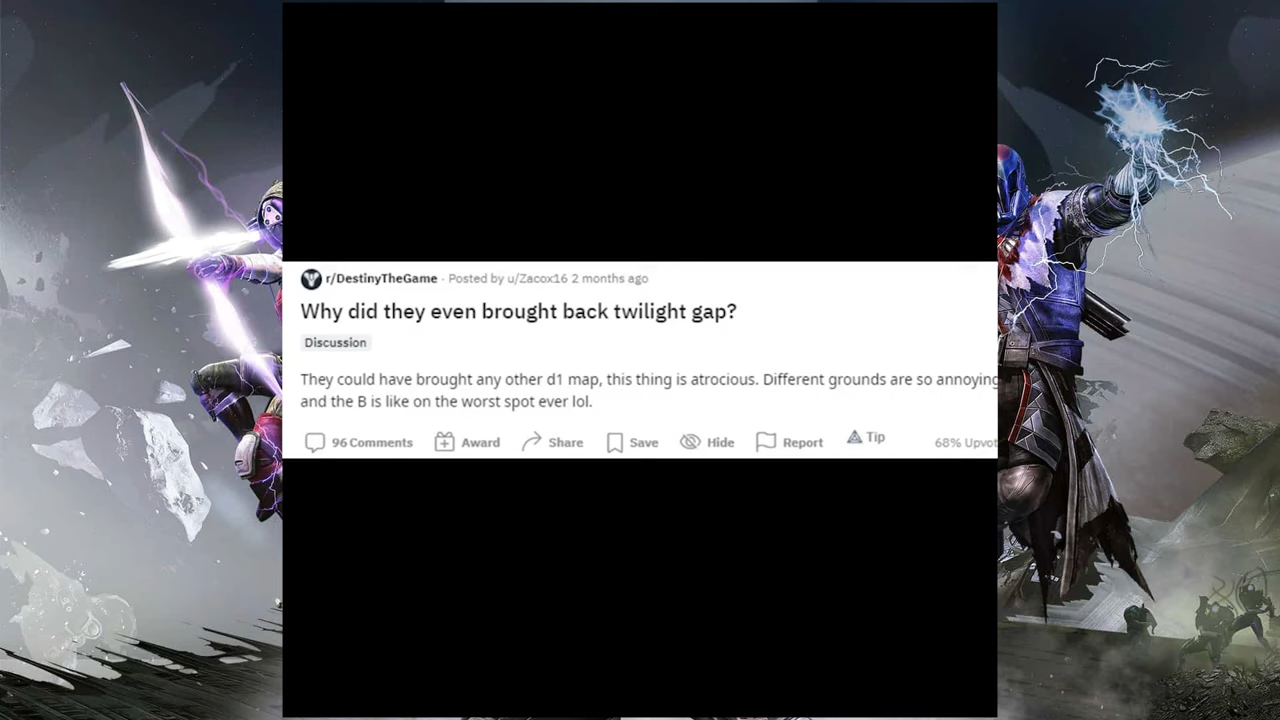 r/DestinyTheGame · Posted by u/Zacox16 2 months ago
Why did they even brought back twilight gap?
Discussion
They could have brought any other d1 map, this thing is atrocious. Different grounds are so annoying
and the B is like on the worst spot ever lol.
96 Comments Award Share Save Hide Report Tip 68% Upvot